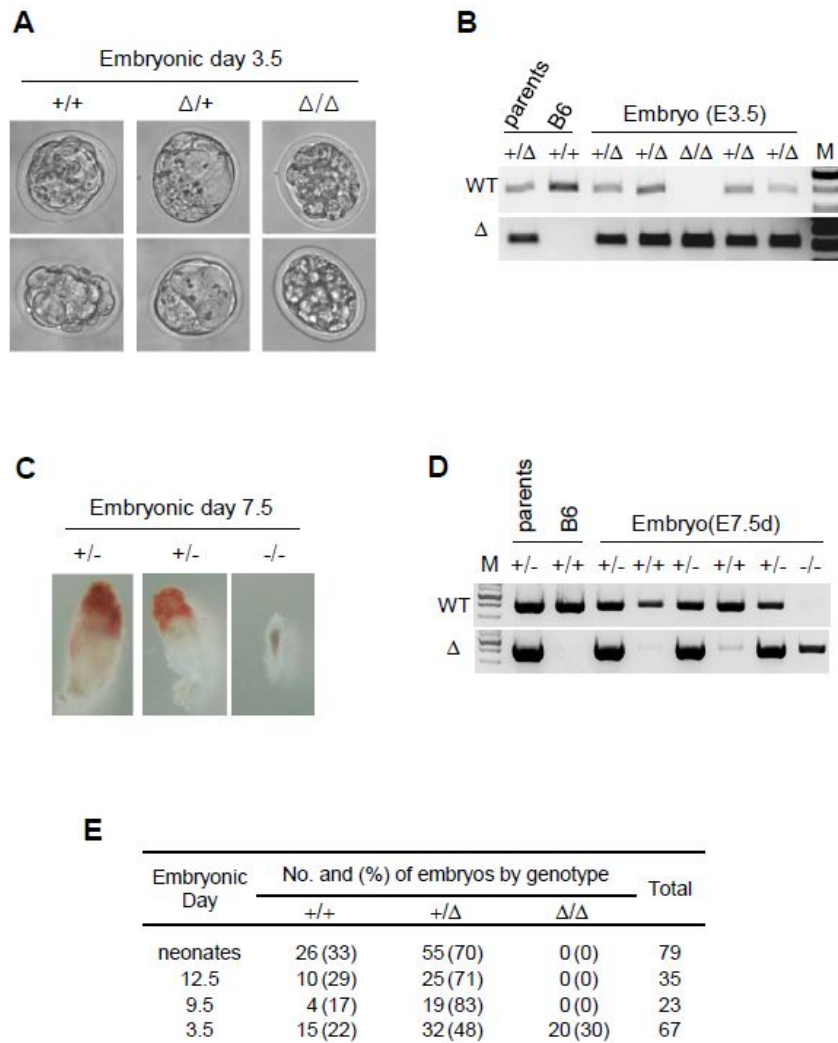 A
Embryonic day 3.5
+/+ Δ/+ Δ/Δ
B
parents B6 Embryo (E3.5)
+/Δ +/+ +/Δ +/Δ Δ/Δ +/Δ +/Δ M
WT
Δ
C
Embryonic day 7.5
+/- +/- -/-
D
parents B6 Embryo(E7.5d)
M +/- +/+ +/- +/+ +/- +/+ +/- -/-
WT
Δ
E
Embryonic Day No. and (%) of embryos by genotype Total
+/+ +/Δ Δ/Δ
neonates 26 (33) 55 (70) 0 (0) 79
12.5 10 (29) 25 (71) 0 (0) 35
9.5 4 (17) 19 (83) 0 (0) 23
3.5 15 (22) 32 (48) 20 (30) 67